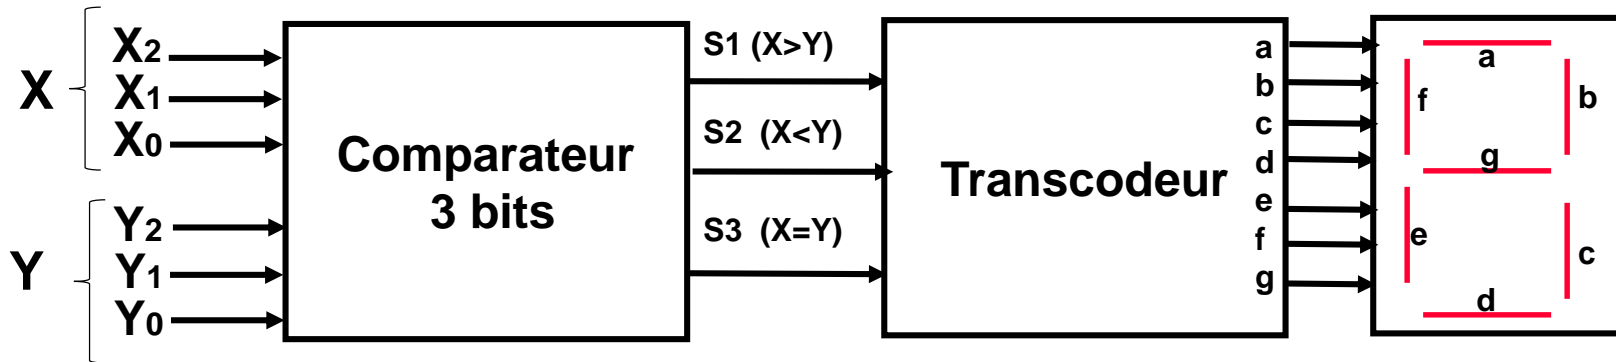 X
X2
X1
X0
Y
Y2
Y1
Y0
Comparateur
3 bits
S1 (X>Y)
S2 (X<Y)
S3 (X=Y)
Transcodeur
a
b
c
d
e
f
g
a
f
b
g
e
c
d